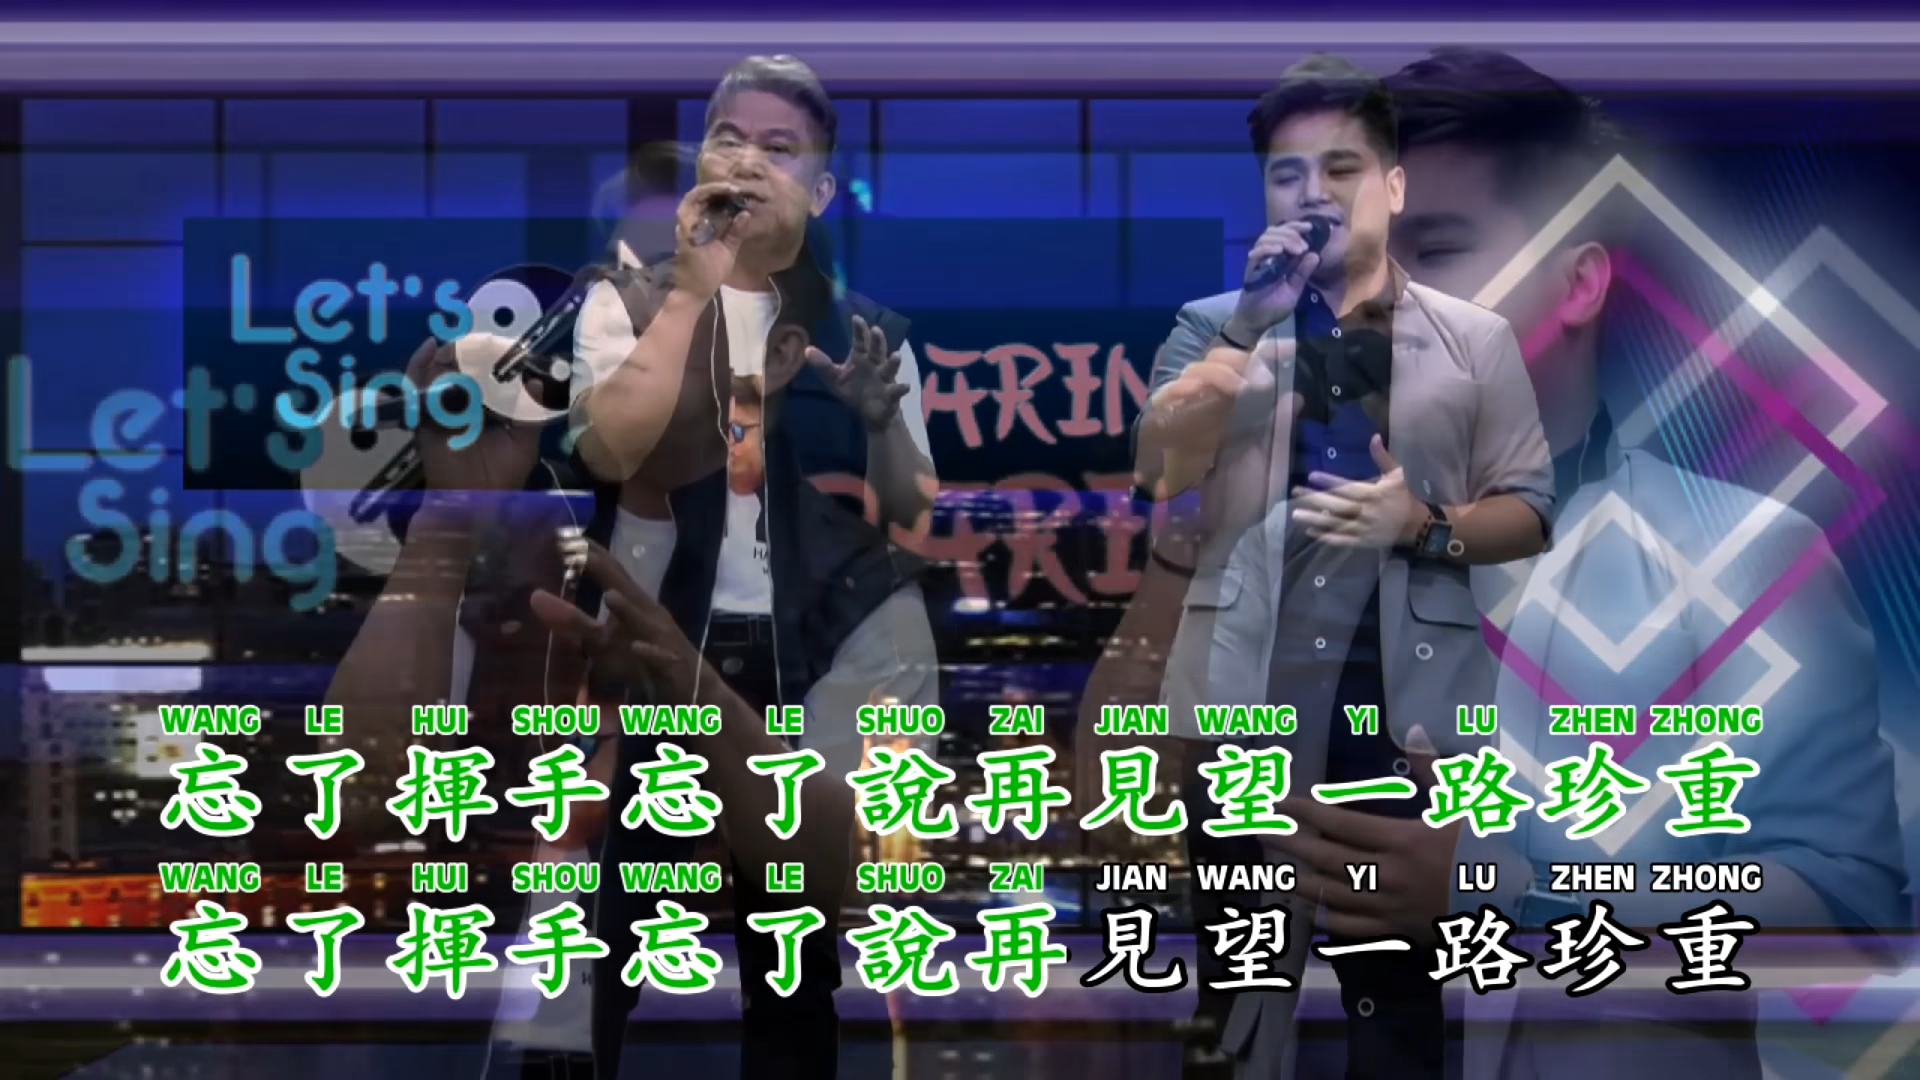 Let's
Sing
ARIN
Let's
Sing
ARI
WANG LE HUI SHOU WANG LE SHUO ZAI JIAN WANG YI LU ZHEN ZHONG
忘了揮手忘了說再見望一路珍重
WANG LE HUI SHOU WANG LE SHUO ZAI JIAN WANG YI LU ZHEN ZHONG
忘了揮手忘了說再見望一路珍重